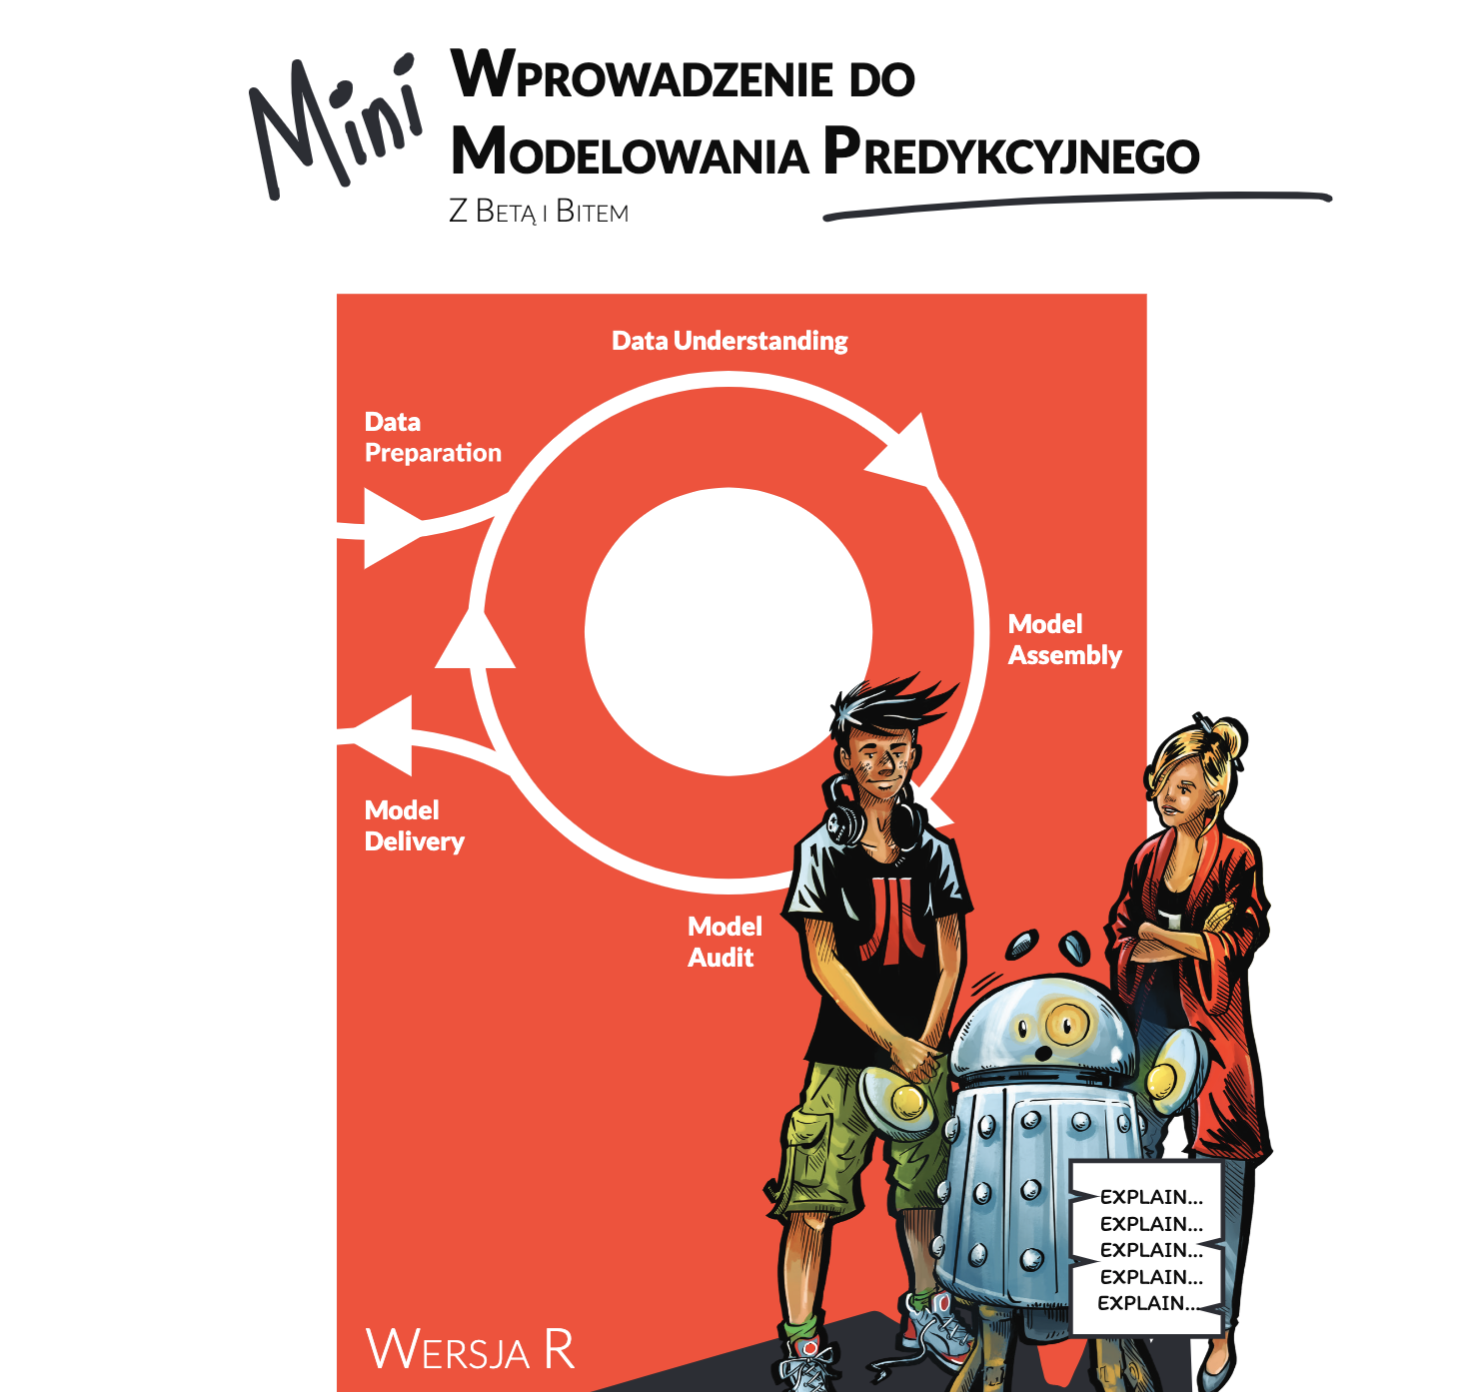 Mini
Wprowadzenie do
Modelowania Predykcyjnego
Z Betą i Bitem
Data Understanding
Data
Preparation
Model
Assembly
Model
Delivery
Model
Audit
EXPLAIN...
EXPLAIN...
EXPLAIN...
EXPLAIN...
EXPLAIN...
Wersja R